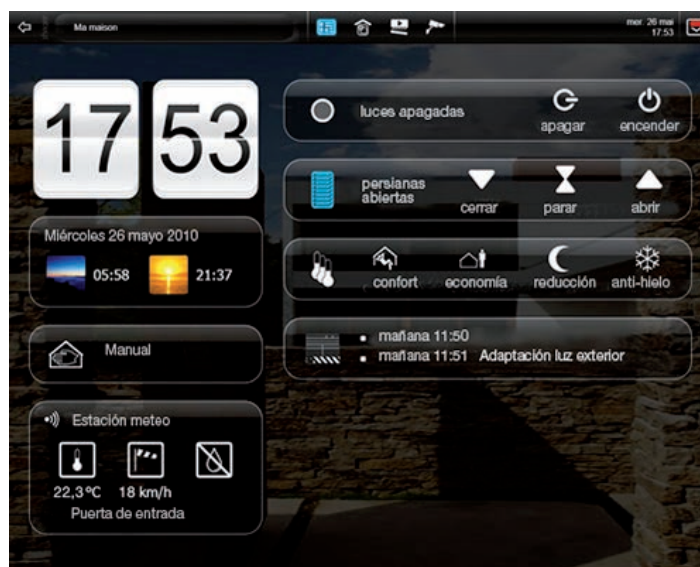 Ma maison
mer. 26 mai
17:53
17 53
luces apagadas
apagar
encender
persianas
abiertas
cerrar
parar
abrir
Miércoles 26 mayo 2010
05:58
21:37
confort
economía
reducción
anti-hielo
Manual
• mañana 11:50
• mañana 11:51 Adaptación luz exterior
Estación meteo
22,3ºC
18 km/h
Puerta de entrada